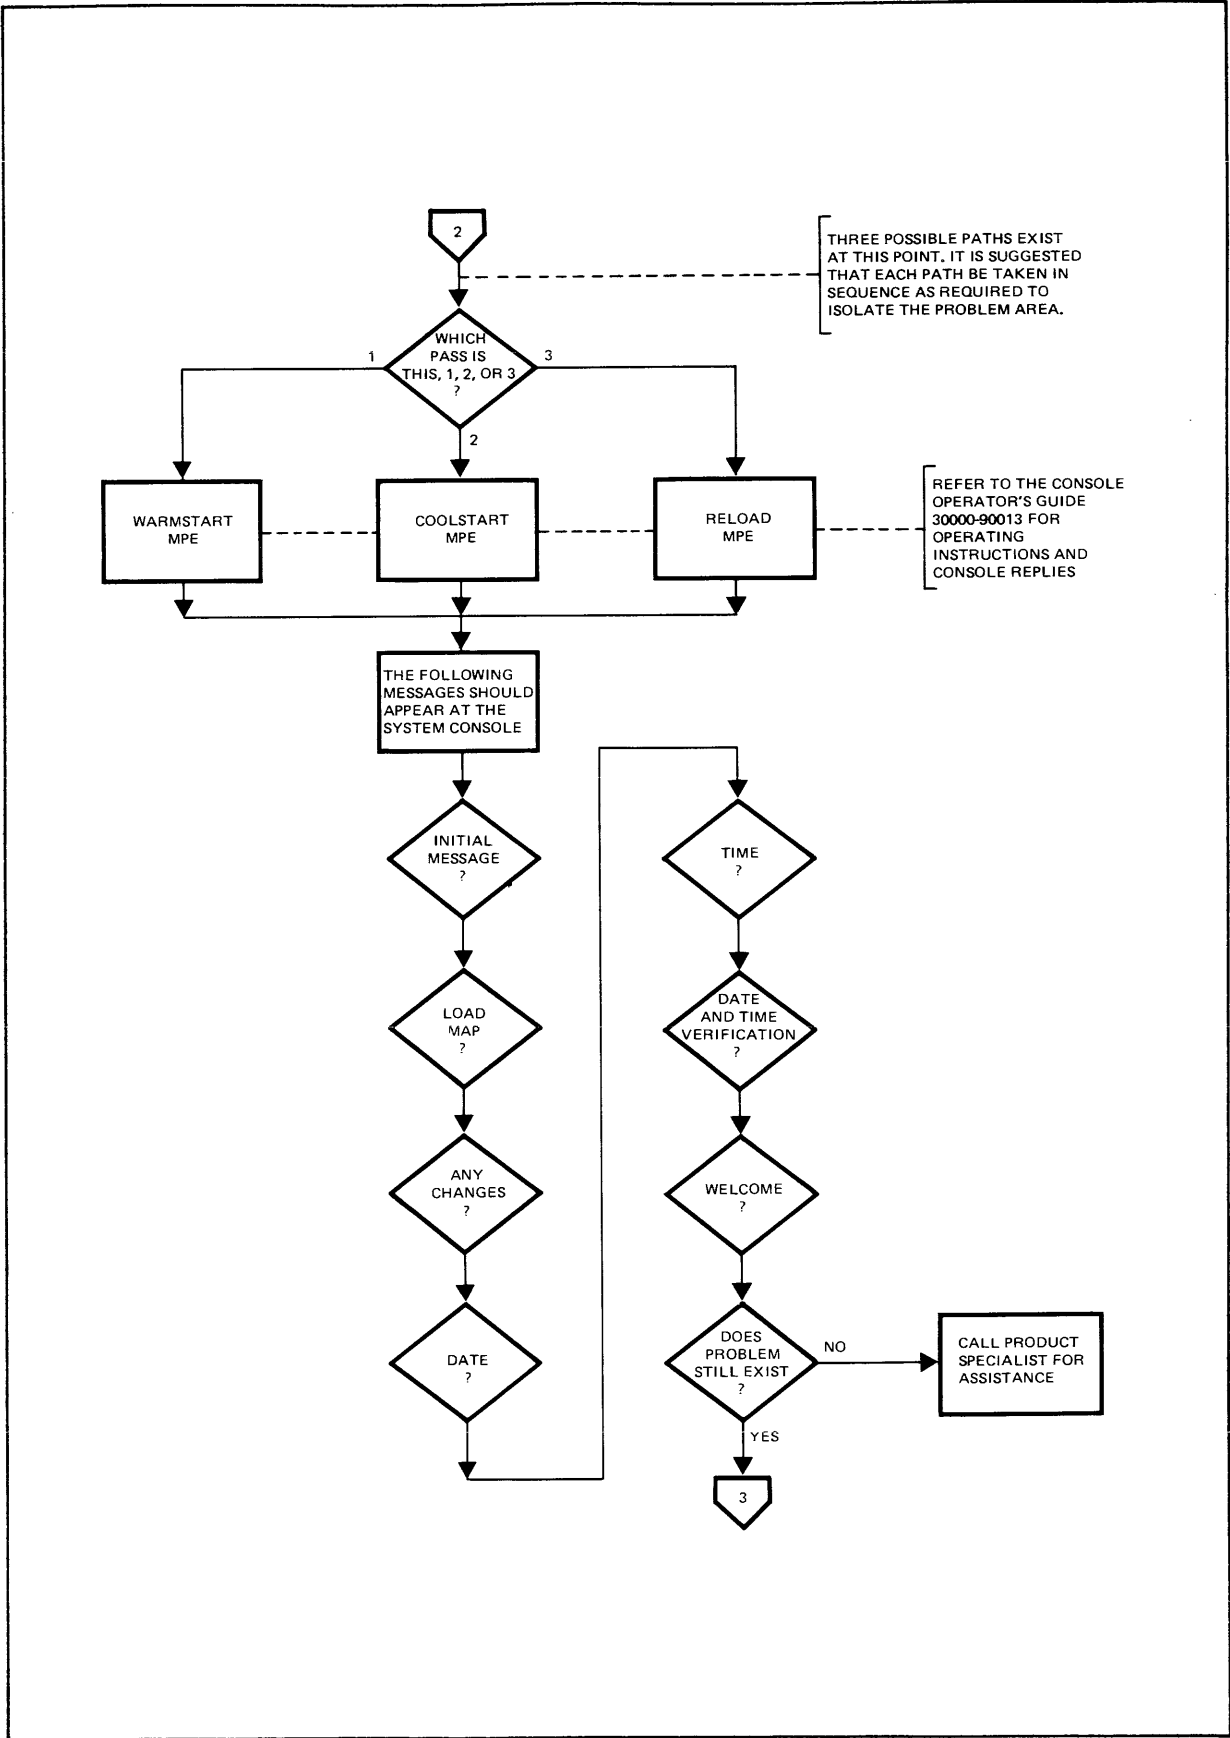 2
THREE POSSIBLE PATHS EXIST
AT THIS POINT. IT IS SUGGESTED
THAT EACH PATH BE TAKEN IN
SEQUENCE AS REQUIRED TO
ISOLATE THE PROBLEM AREA.
WHICH
PASS IS
THIS, 1, 2, OR 3
?
1
3
2
WARMSTART
MPE
COOLSTART
MPE
RELOAD
MPE
REFER TO THE CONSOLE
OPERATOR'S GUIDE
30000-90013 FOR
OPERATING
INSTRUCTIONS AND
CONSOLE REPLIES
THE FOLLOWING
MESSAGES SHOULD
APPEAR AT THE
SYSTEM CONSOLE
INITIAL
MESSAGE
?
LOAD
MAP
?
ANY
CHANGES
?
DATE
?
TIME
?
DATE
AND TIME
VERIFICATION
?
WELCOME
?
DOES
PROBLEM
STILL EXIST
?
NO
CALL PRODUCT
SPECIALIST FOR
ASSISTANCE
YES
3